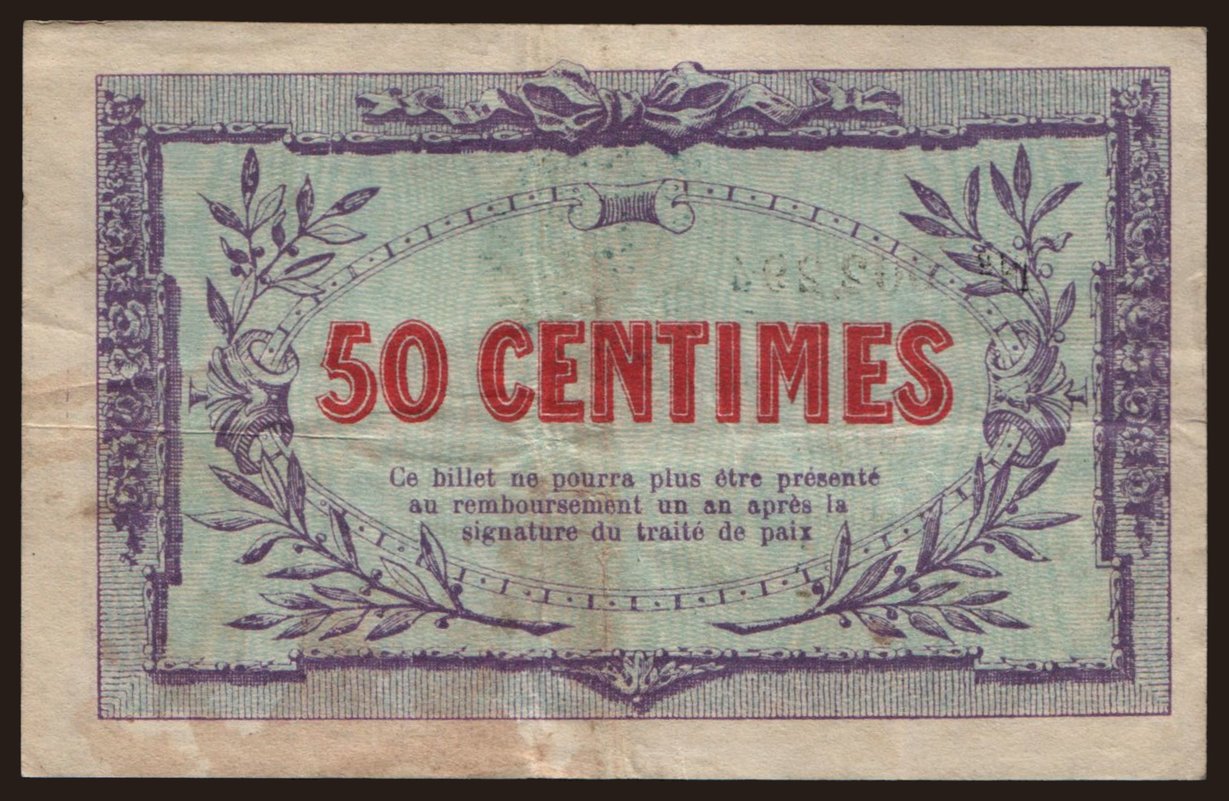 50 CENTIMES
Ce billet ne pourra plus être présenté
au remboursement un an après la
signature du traité de paix